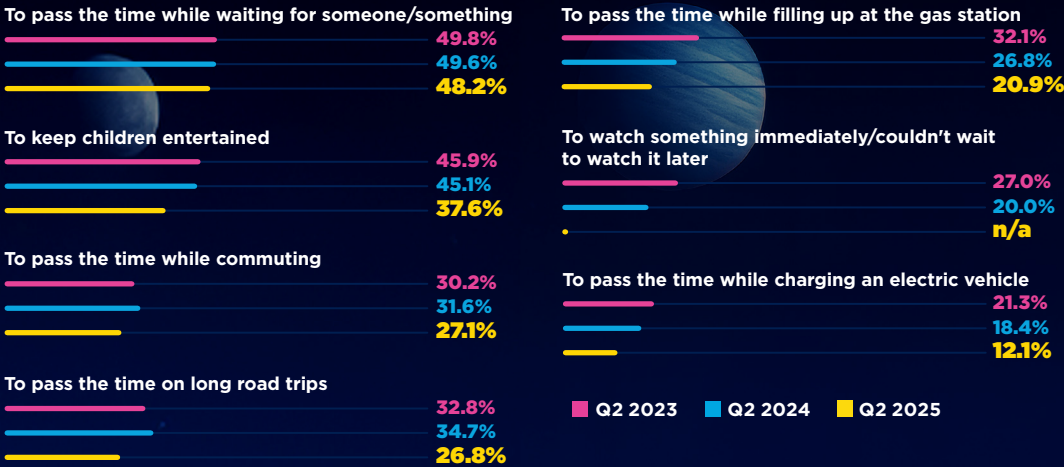 To pass the time while waiting for someone/something
49.8%
49.6%
48.2%
To keep children entertained
45.9%
45.1%
37.6%
To pass the time while commuting
30.2%
31.6%
27.1%
To pass the time on long road trips
32.8%
34.7%
26.8%
To pass the time while filling up at the gas station
32.1%
26.8%
20.9%
To watch something immediately/couldn't wait
to watch it later
27.0%
20.0%
n/a
To pass the time while charging an electric vehicle
21.3%
18.4%
12.1%
Q2 2023 Q2 2024 Q2 2025